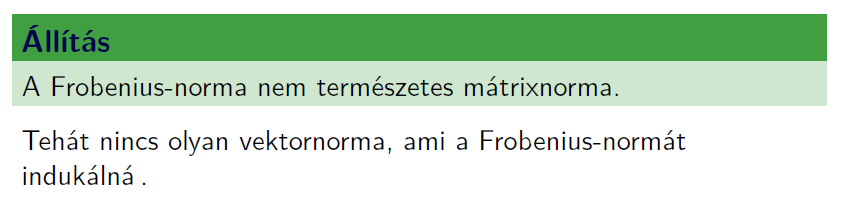 Állítás
A Frobenius-norma nem természetes mátrixnorma.
Tehát nincs olyan vektornorma, ami a Frobenius-normát
indukálná .